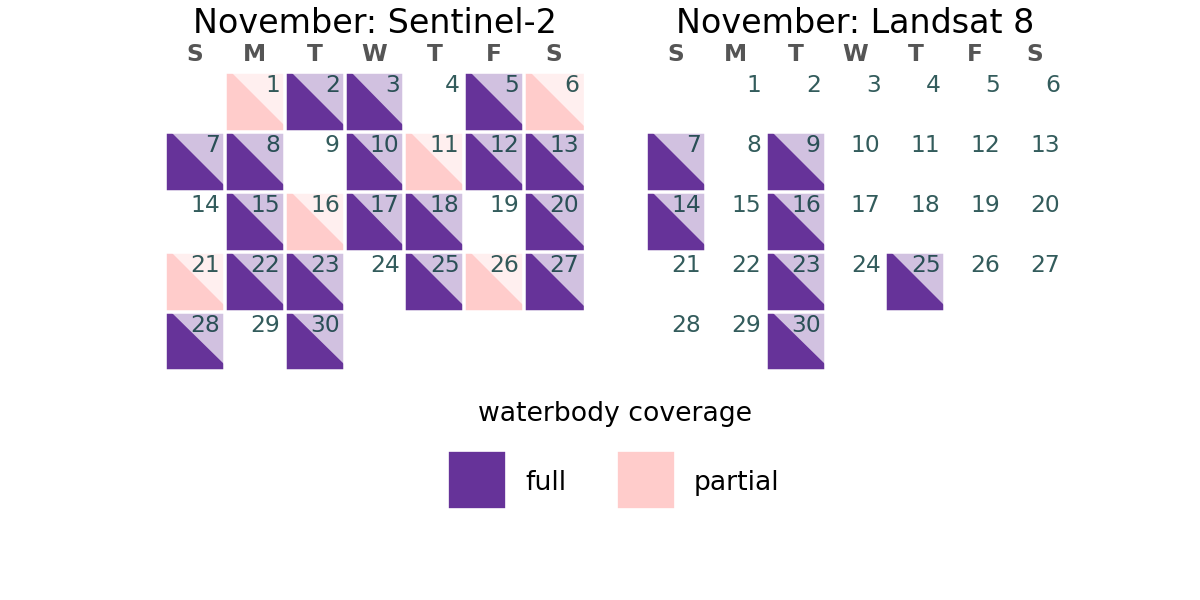 November: Sentinel-2
S M T W T F S
1 2 3 4 5 6
7 8 9 10 11 12 13
14 15 16 17 18 19 20
21 22 23 24 25 26 27
28 29 30
November: Landsat 8
S M T W T F S
1 2 3 4 5 6
7 8 9 10 11 12 13
14 15 16 17 18 19 20
21 22 23 24 25 26 27
28 29 30
waterbody coverage
full partial